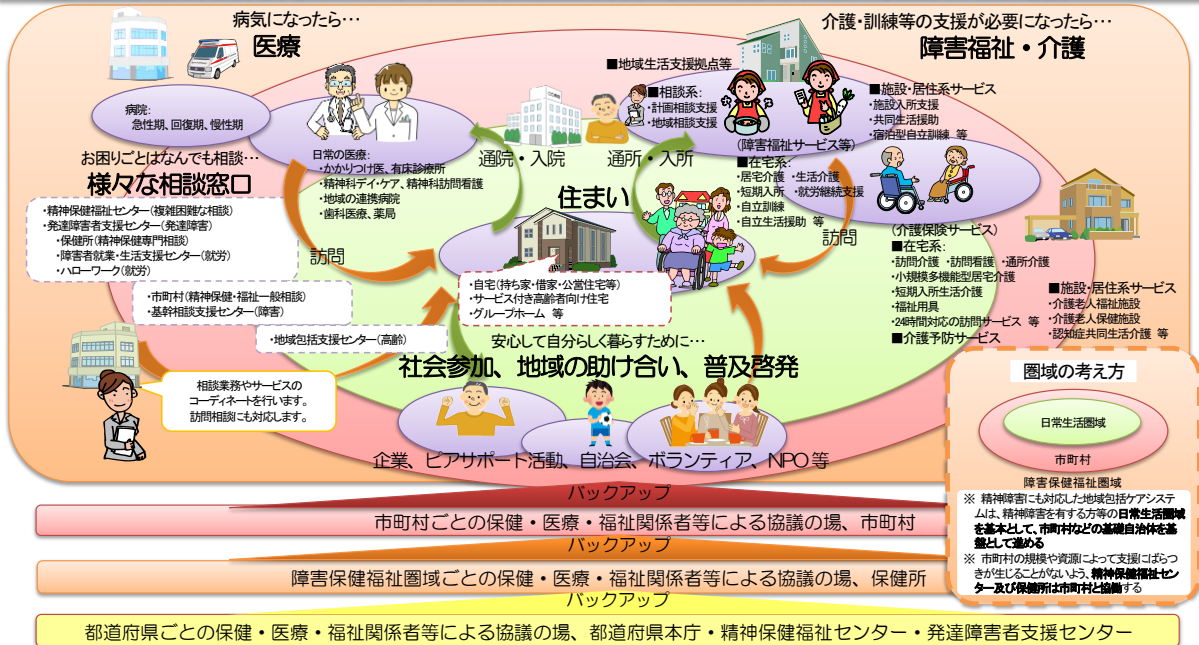 病気になったら…
医療
介護・訓練等の支援が必要になったら…
障害福祉・介護
病院:
急性期、回復期、慢性期
日常の医療:
・かかりつけ医、有床診療所
・精神科デイ・ケア、精神科訪問看護
・地域の連携病院
・歯科医療、薬局
通院・入院
通所・入所
■地域生活支援拠点等
■相談系:
・計画相談支援
・地域相談支援
(障害福祉サービス等)
■在宅系:
・居宅介護 ・生活介護
・短期入所 ・就労継続支援
・自立訓練
・自立生活援助 等
■施設・居住系サービス
・施設入所支援
・共同生活援助
・宿泊型自立訓練 等
お困りごとはなんでも相談…
様々な相談窓口
・精神保健福祉センター(複雑困難な相談)
・発達障害者支援センター(発達障害)
・保健所(精神保健専門相談)
・障害者就業・生活支援センター(就労)
・ハローワーク(就労)
・市町村(精神保健・福祉一般相談)
・基幹相談支援センター(障害)
・地域包括支援センター(高齢)
相談業務やサービスの
コーディネートを行います。
訪問相談にも対応します。
訪問
住まい
・自宅(持ち家・借家・公営住宅等)
・サービス付き高齢者向け住宅
・グループホーム 等
訪問
(介護保険サービス)
■在宅系:
・訪問介護 ・訪問看護 ・通所介護
・小規模多機能型居宅介護
・短期入所生活介護
・福祉用具
・24時間対応の訪問サービス 等
■介護予防サービス
■施設・居住系サービス
・介護老人福祉施設
・介護老人保健施設
・認知症共同生活介護 等
安心して自分らしく暮らすために…
社会参加、地域の助け合い、普及啓発
企業、ピアサポート活動、自治会、ボランティア、NPO等
圏域の考え方
日常生活圏域
市町村
障害保健福祉圏域
※ 精神障害にも対応した地域包括ケアシステ
ムは、精神障害を有する方等の日常生活圏域
を基本として、市町村などの基礎自治体を基
盤として進める
※ 市町村の規模や資源によって支援にばらつ
きが生じることがないよう、精神保健福祉セン
ター及び保健所は市町村と協働する
バックアップ
市町村ごとの保健・医療・福祉関係者等による協議の場、市町村
バックアップ
障害保健福祉圏域ごとの保健・医療・福祉関係者等による協議の場、保健所
バックアップ
都道府県ごとの保健・医療・福祉関係者等による協議の場、都道府県本庁・精神保健福祉センター・発達障害者支援センター